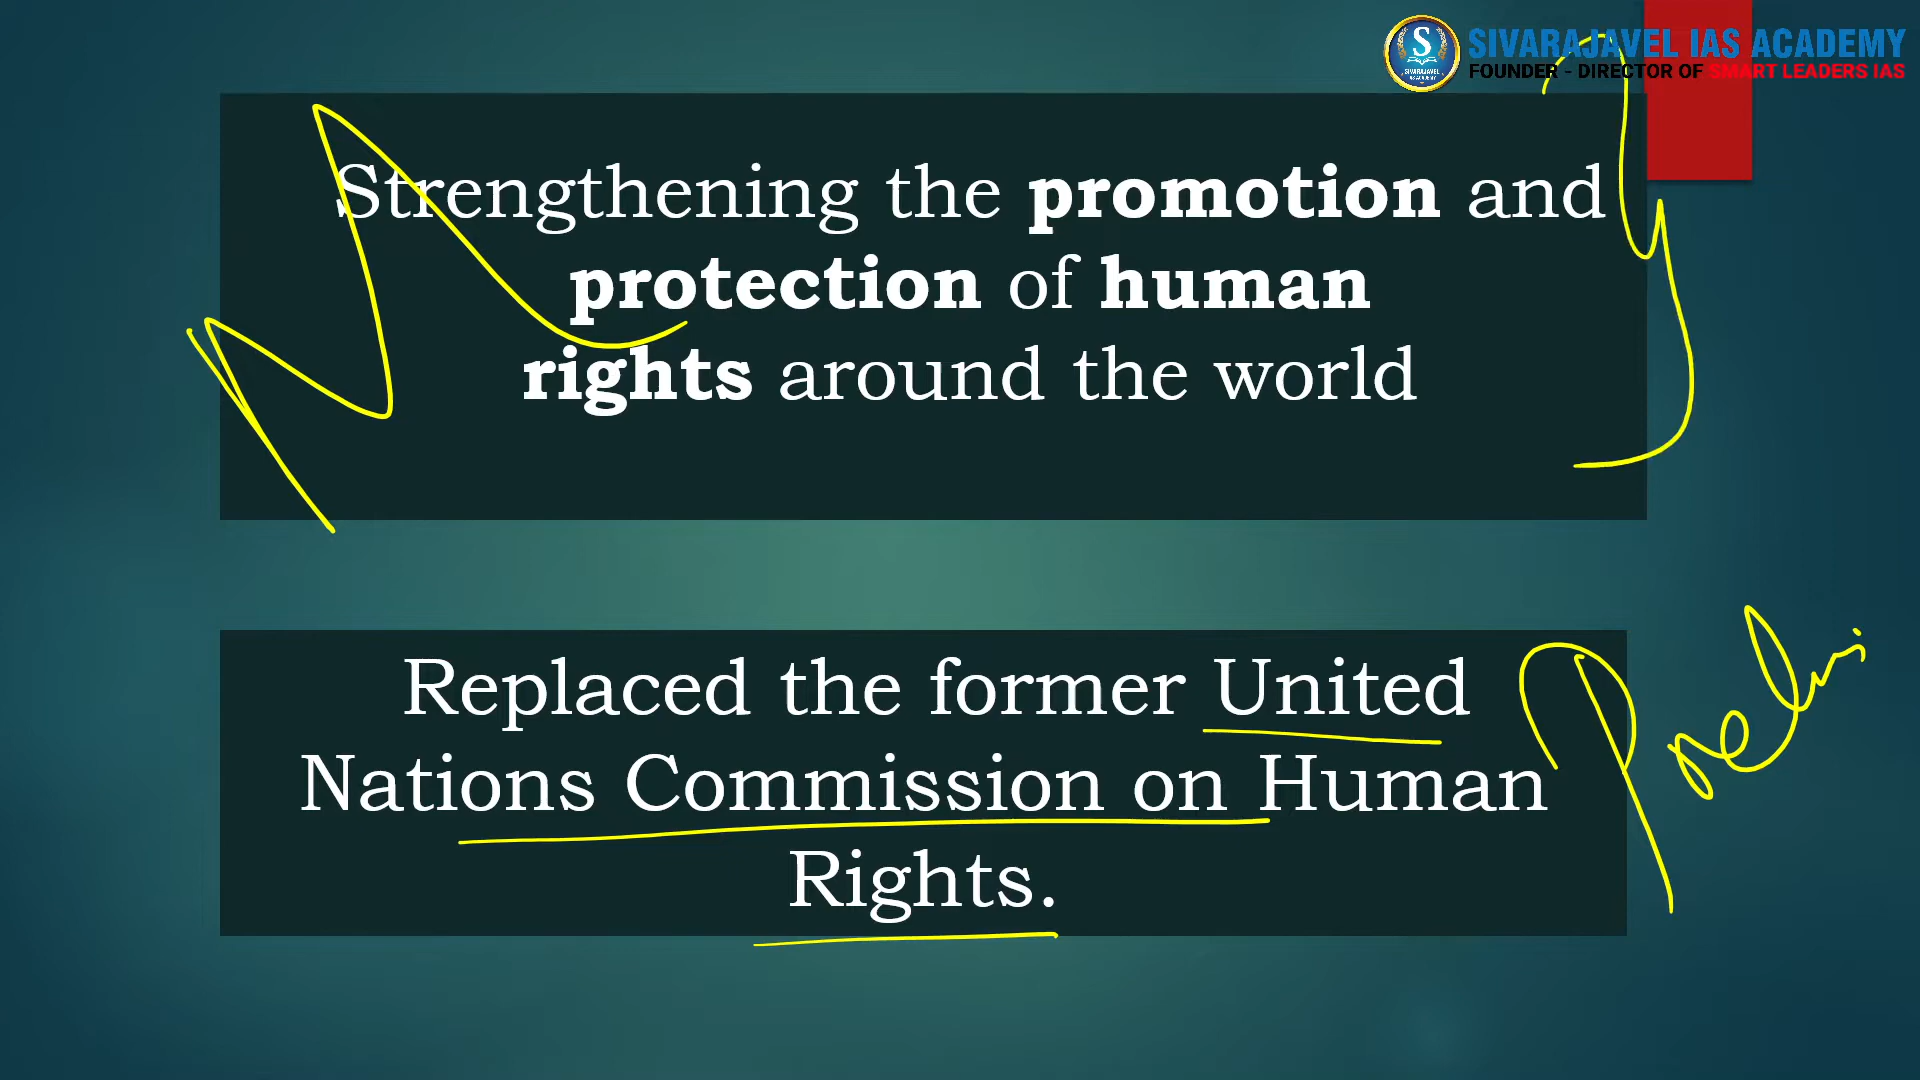 SIVARAJAVEL IAS ACADEMY
FOUNDER - DIRECTOR OF SMART LEADERS IAS
Strengthening the promotion and
protection of human
rights around the world
Replaced the former United
Nations Commission on Human
Rights.
Prelim